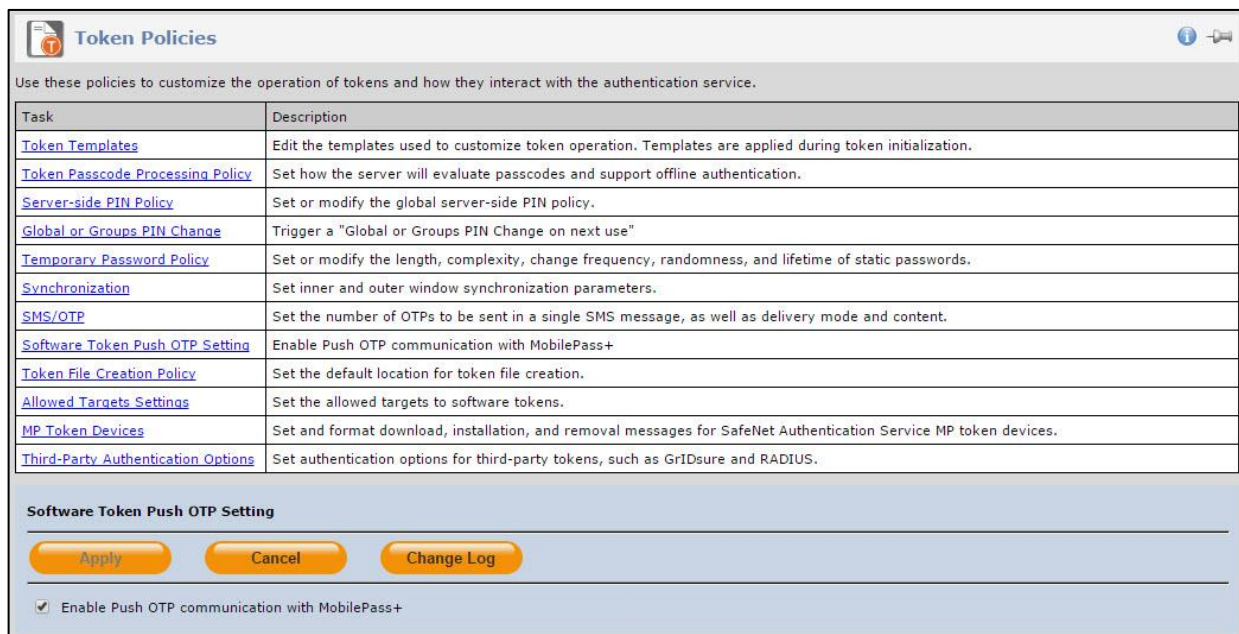 Token Policies
Use these policies to customize the operation of tokens and how they interact with the authentication service.
Task Description
Token Templates Edit the templates used to customize token operation. Templates are applied during token initialization.
Token Passcode Processing Policy Set how the server will evaluate passcodes and support offline authentication.
Server-side PIN Policy Set or modify the global server-side PIN policy.
Global or Groups PIN Change Trigger a "Global or Groups PIN Change on next use"
Temporary Password Policy Set or modify the length, complexity, change frequency, randomness, and lifetime of static passwords.
Synchronization Set inner and outer window synchronization parameters.
SMS/OTP Set the number of OTPs to be sent in a single SMS message, as well as delivery mode and content.
Software Token Push OTP Setting Enable Push OTP communication with MobilePass+
Token File Creation Policy Set the default location for token file creation.
Allowed Targets Settings Set the allowed targets to software tokens.
MP Token Devices Set and format download, installation, and removal messages for SafeNet Authentication Service MP token devices.
Third-Party Authentication Options Set authentication options for third-party tokens, such as GrIDsure and RADIUS.
Software Token Push OTP Setting
Apply Cancel Change Log
Enable Push OTP communication with MobilePass+